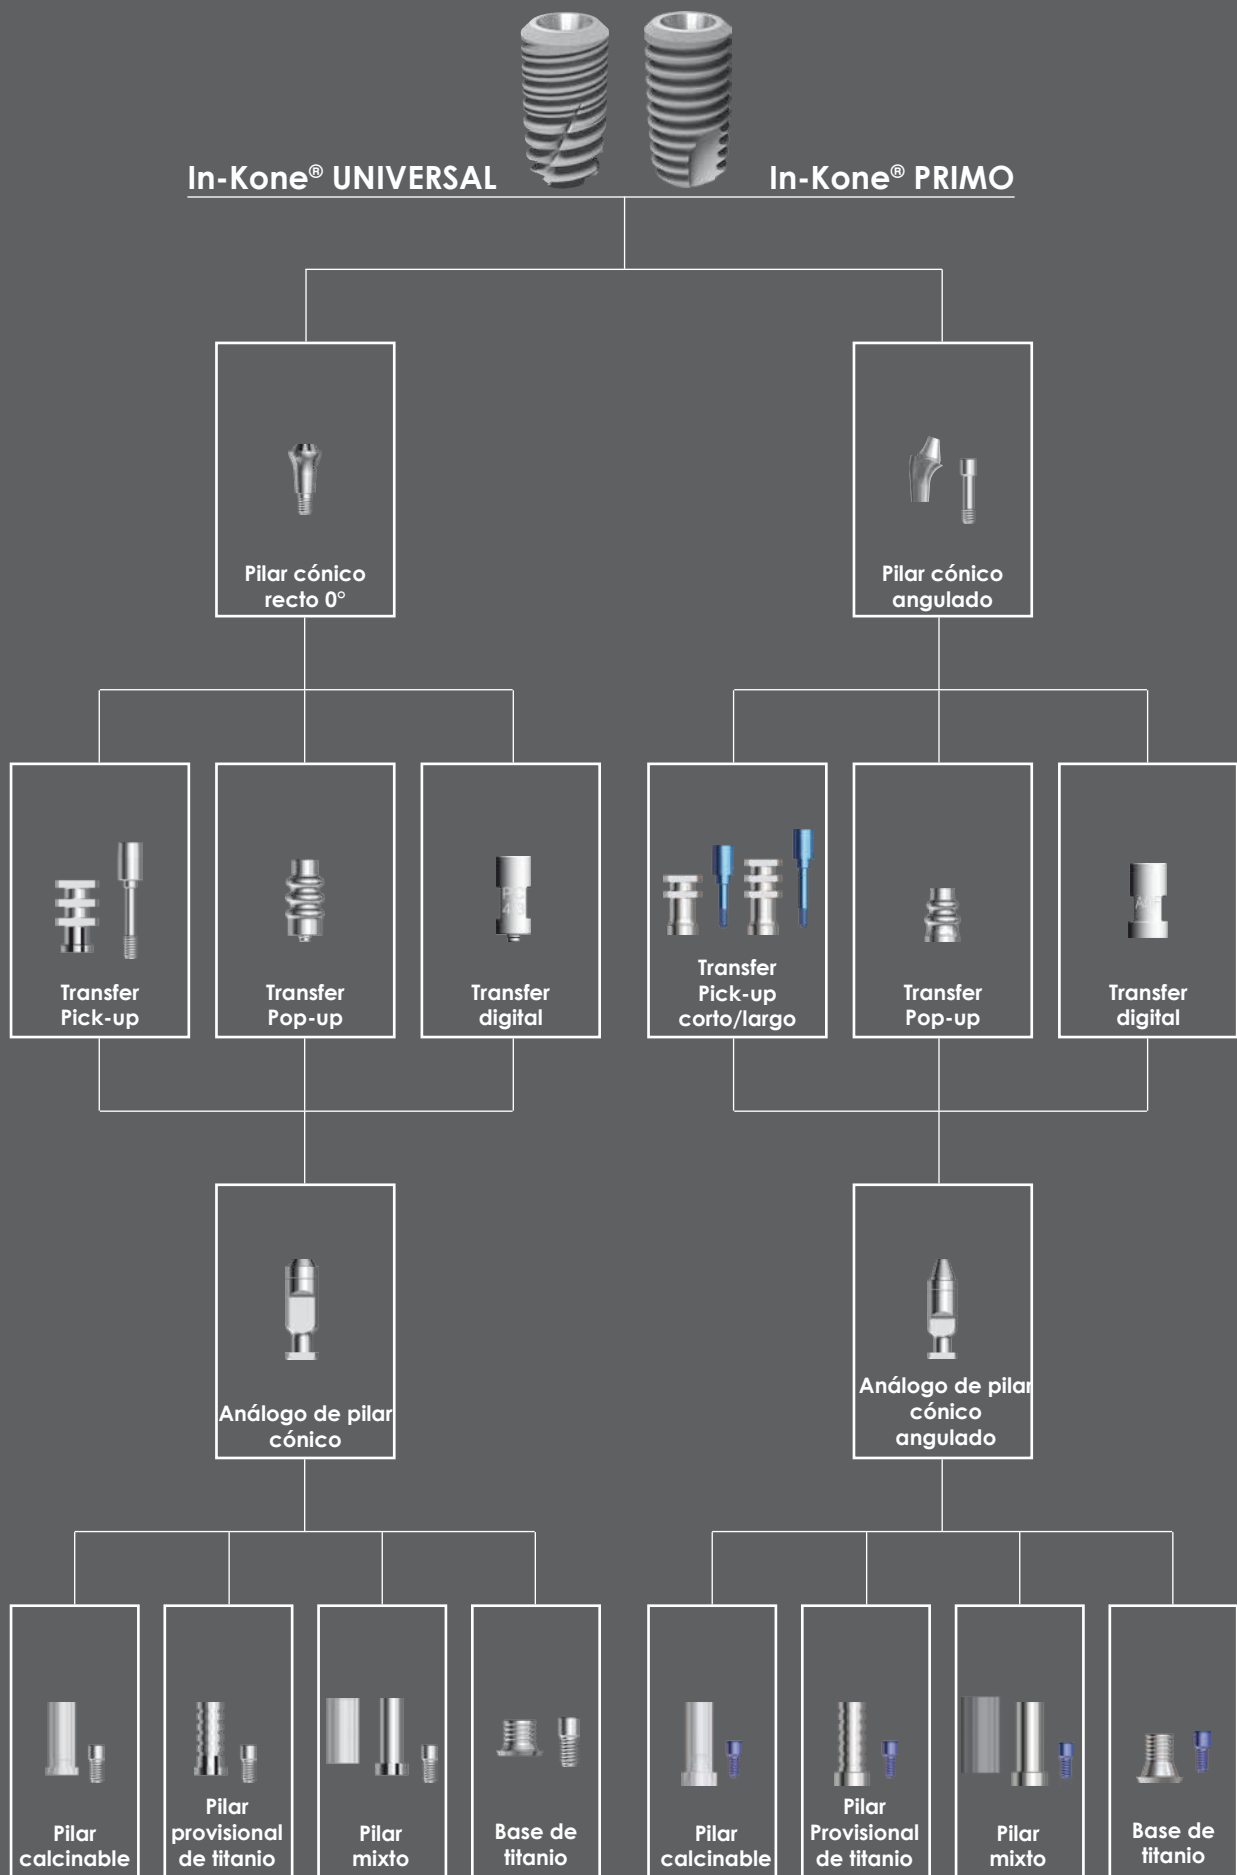 In-Kone® UNIVERSAL
In-Kone® PRIMO
Pilar cónico
recto 0°
Pilar cónico
angulado
Transfer
Pick-up
Transfer
Pop-up
PC
Transfer
digital
Transfer
Pick-up
corto/largo
Transfer
Pop-up
Transfer
digital
Análogo de pilar
cónico
Análogo de pilar
cónico
angulado
Pilar
calcinable
Pilar
provisional
de titanio
Pilar
mixto
Base de
titanio
Pilar
calcinable
Pilar
Provisional
de titanio
Pilar
mixto
Base de
titanio